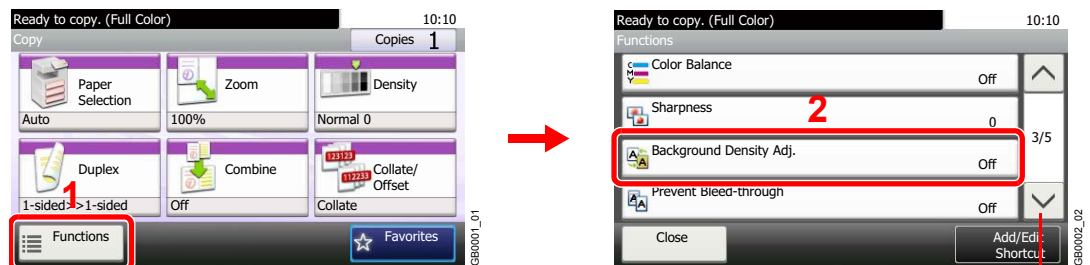 Ready to copy. (Full Color)
10:10
Copy
Copies 1
Paper
Selection
Auto
Zoom
100%
Density
Normal 0
Duplex
1-sided>>1-sided
Combine
Off
123123
112233
Collate/
Offset
Collate
1
Functions
Favorites
GB0001_01
Ready to copy. (Full Color)
10:10
Functions
C
M
Y
Color Balance
Off
Sharpness
0
2
3/5
A A
Background Density Adj.
Off
A A
Prevent Bleed-through
Off
Close
Add/Edit
Shortcut
GB0002_02